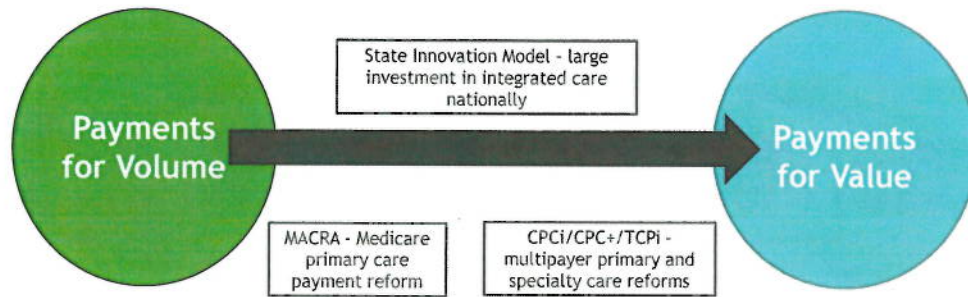 State Innovation Model - large
investment in integrated care
nationally
Payments
for Volume
Payments
for Value
MACRA - Medicare
primary care
payment reform
CPCi/CPC+/TCPi -
multipayer primary and
specialty care reforms